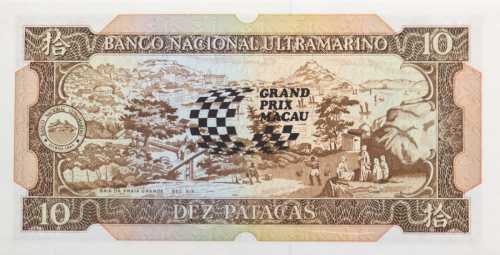 拾 BANCO NACIONAL ULTRAMARINO 10
GRAND
PRIX
MACAU
BAIA DA PRAIA GRANDE SEC. XIX
10 DEZ PATACAS 拾